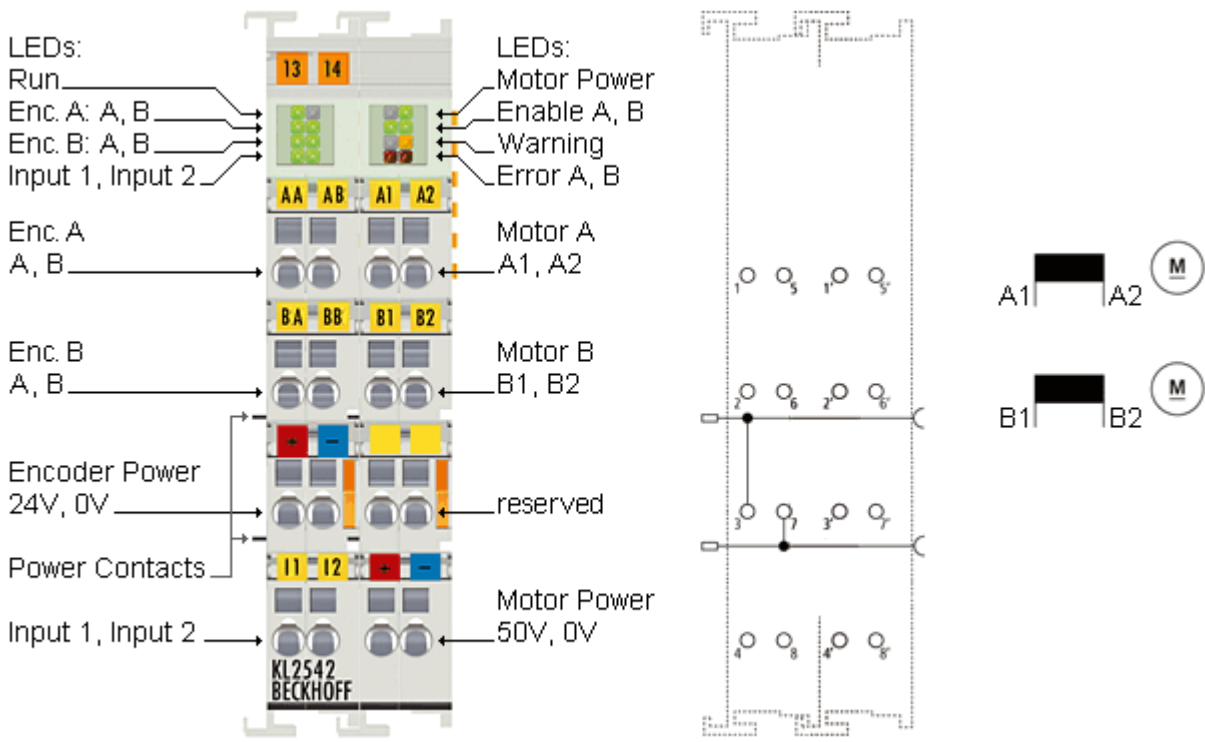 LEDs:
Run
Enc. A: A, B
Enc. B: A, B
Input 1, Input 2
Enc. A
A, B
Enc. B
A, B
Encoder Power
24V, 0V
Power Contacts
Input 1, Input 2
13 14
AA AB A1 A2
BA BB B1 B2
+ −
I1 I2 + −
KL2542
BECKHOFF
LEDs:
Motor Power
Enable A, B
Warning
Error A, B
Motor A
A1, A2
Motor B
B1, B2
reserved
Motor Power
50V, 0V
1 5 1' 5'
2 6 2' 6'
3 7 3' 7'
4 8 4' 8'
M
A1 A2
M
B1 B2